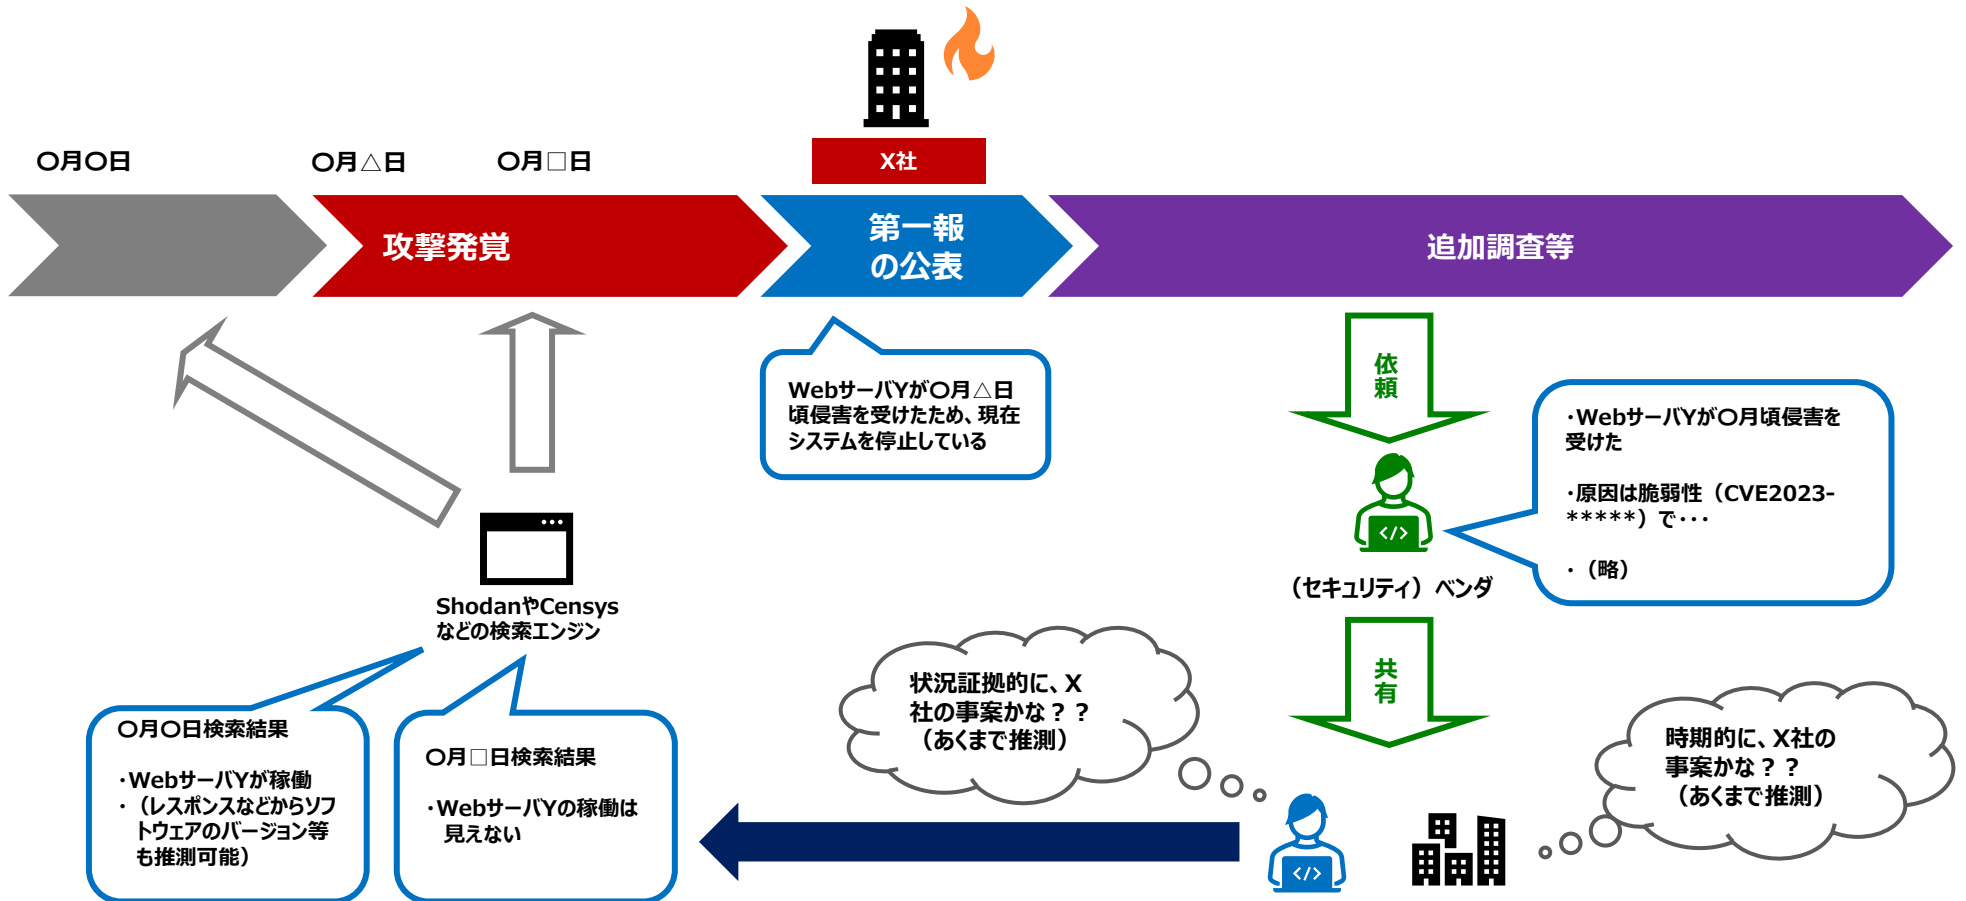 〇月〇日
〇月△日
〇月□日
X社
攻撃発覚
第一報
の公表
追加調査等
WebサーバYが〇月△日
頃侵害を受けたため、現在
システムを停止している
依
頼
・WebサーバYが〇月頃侵害を
受けた
・原因は脆弱性（CVE2023-
*****）で・・・
・（略）
（セキュリティ）ベンダ
ShodanやCensys
などの検索エンジン
共
有
状況証拠的に、X
社の事案かな？？
（あくまで推測）
時期的に、X社の
事案かな？？
（あくまで推測）
〇月〇日検索結果
・WebサーバYが稼働
・（レスポンスなどからソフ
トウェアのバージョン等
も推測可能）
〇月□日検索結果
・WebサーバYの稼働は
見えない